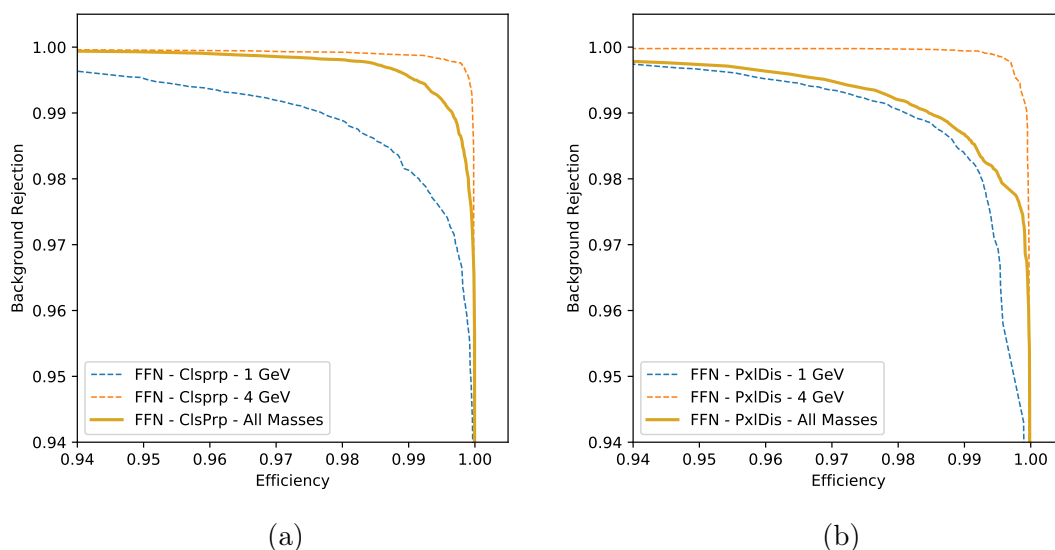 1.00
0.99
0.98
0.97
0.96
0.95
0.94
Background Rejection
FFN - Clsprp - 1 GeV
FFN - Clsprp - 4 GeV
FFN - ClsPrp - All Masses
0.94 0.95 0.96 0.97 0.98 0.99 1.00
Efficiency
(a)
1.00
0.99
0.98
0.97
0.96
0.95
0.94
Background Rejection
FFN - PxlDis - 1 GeV
FFN - PxlDis - 4 GeV
FFN - PxlDis - All Masses
0.94 0.95 0.96 0.97 0.98 0.99 1.00
Efficiency
(b)